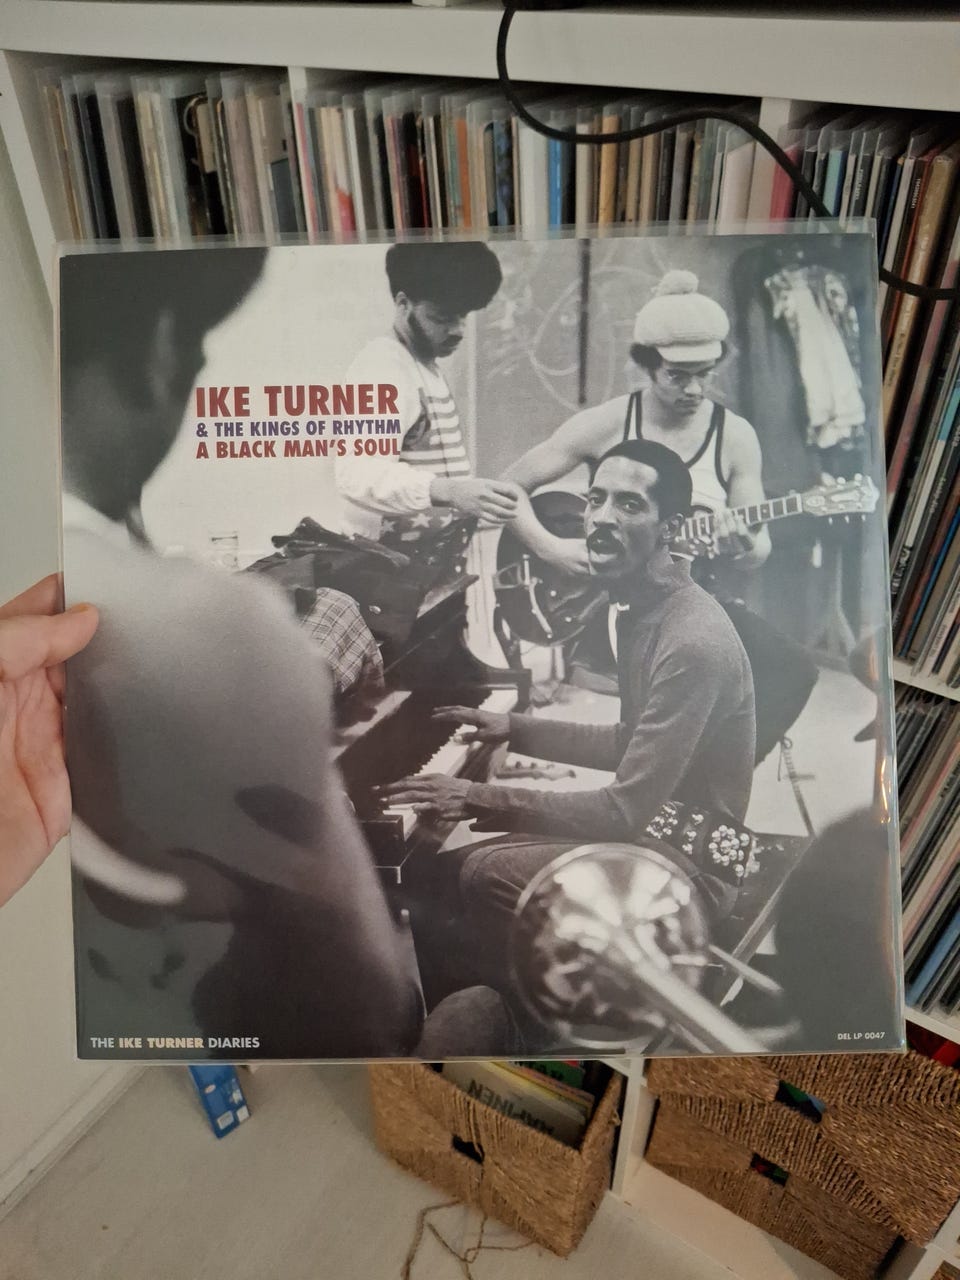 IKE TURNER
& THE KINGS OF RHYTHM
A BLACK MAN'S SOUL
THE IKE TURNER DIARIES
DEL LP 0047